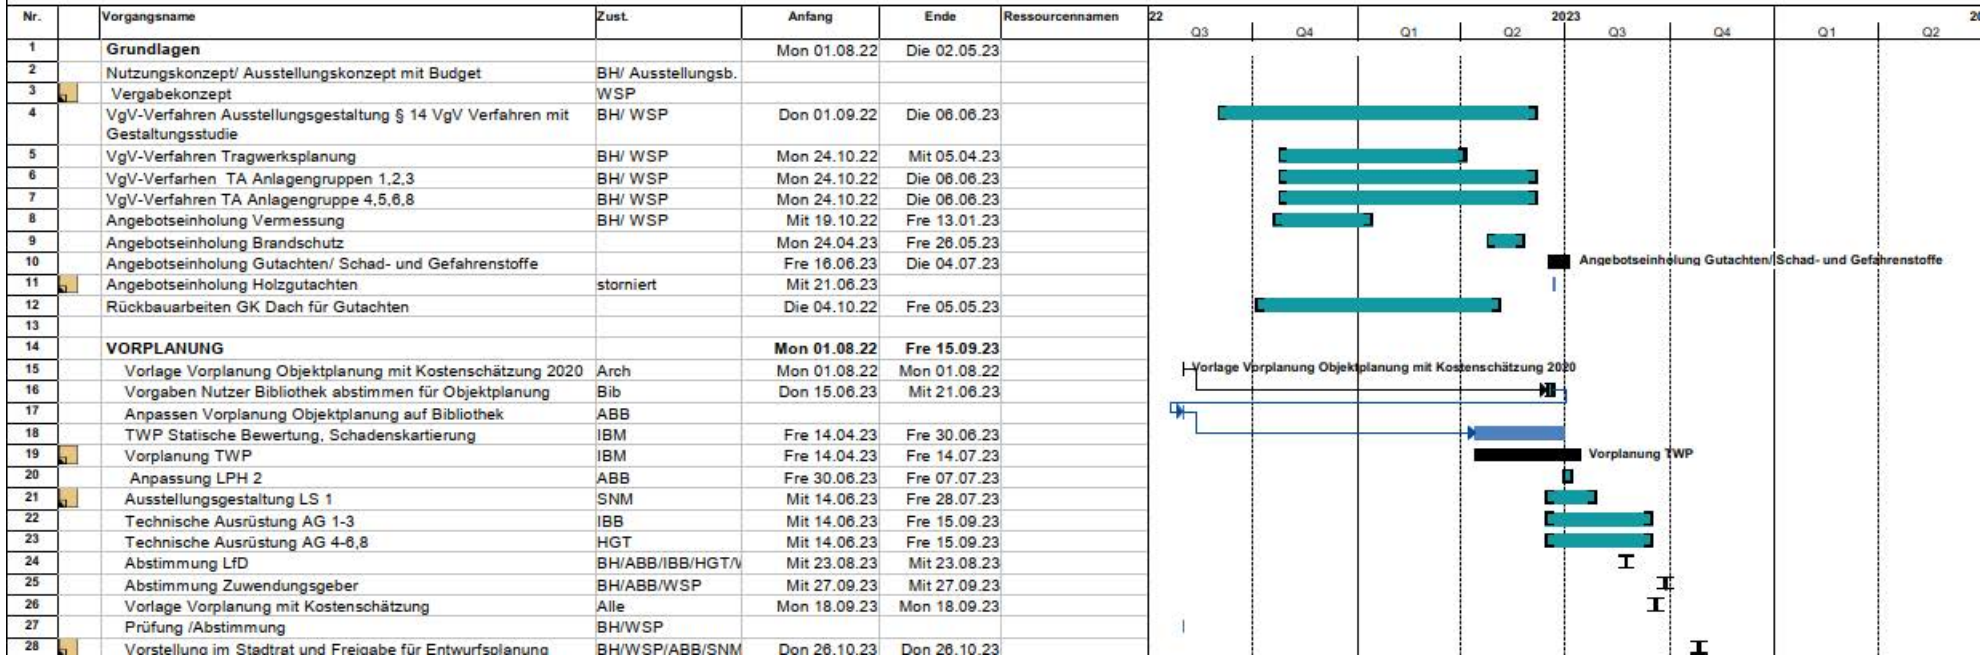 Nr. Vorgangsname Zust. Anfang Ende Ressourcennamen 22 2023 20
Q3 Q4 Q1 Q2 Q3 Q4 Q1 Q2
1 Grundlagen Mon 01.08.22 Die 02.05.23
2 Nutzungskonzept/ Ausstellungskonzept mit Budget BH/ Ausstellungsb.
3 Vergabekonzept WSP
4 VgV-Verfahren Ausstellungsgestaltung § 14 VgV Verfahren mit BH/ WSP Don 01.09.22 Die 06.06.23
Gestaltungsstudie
5 VgV-Verfahren Tragwerksplanung BH/ WSP Mon 24.10.22 Mit 05.04.23
6 VgV-Verfarhen TA Anlagengruppen 1,2,3 BH/ WSP Mon 24.10.22 Die 06.06.23
7 VgV-Verfahren TA Anlagengruppe 4,5,6,8 BH/ WSP Mon 24.10.22 Die 06.06.23
8 Angebotseinholung Vermessung BH/ WSP Mit 19.10.22 Fre 13.01.23
9 Angebotseinholung Brandschutz Mon 24.04.23 Fre 26.05.23
10 Angebotseinholung Gutachten/ Schad- und Gefahrenstoffe Fre 16.06.23 Die 04.07.23 Angebotseinholung Gutachten/ Schad- und Gefahrenstoffe
11 Angebotseinholung Holzgutachten storniert Mit 21.06.23
12 Rückbauarbeiten GK Dach für Gutachten Die 04.10.22 Fre 05.05.23
13
14 VORPLANUNG Mon 01.08.22 Fre 15.09.23
15 Vorlage Vorplanung Objektplanung mit Kostenschätzung 2020 Arch Mon 01.08.22 Mon 01.08.22 Vorlage Vorplanung Objektplanung mit Kostenschätzung 2020
16 Vorgaben Nutzer Bibliothek abstimmen für Objektplanung Bib Don 15.06.23 Mit 21.06.23
17 Anpassen Vorplanung Objektplanung auf Bibliothek ABB
18 TWP Statische Bewertung, Schadenskartierung IBM Fre 14.04.23 Fre 30.06.23
19 Vorplanung TWP IBM Fre 14.04.23 Fre 14.07.23 Vorplanung TWP
20 Anpassung LPH 2 ABB Fre 30.06.23 Fre 07.07.23
21 Ausstellungsgestaltung LS 1 SNM Mit 14.06.23 Fre 28.07.23
22 Technische Ausrüstung AG 1-3 IBB Mit 14.06.23 Fre 15.09.23
23 Technische Ausrüstung AG 4-6,8 HGT Mit 14.06.23 Fre 15.09.23
24 Abstimmung LfD BH/ABB/IBB/HGT/ Mit 23.08.23 Mit 23.08.23
25 Abstimmung Zuwendungsgeber BH/ABB/WSP Mit 27.09.23 Mit 27.09.23
26 Vorlage Vorplanung mit Kostenschätzung Alle Mon 18.09.23 Mon 18.09.23
27 Prüfung /Abstimmung BH/WSP
28 Vorstellung im Stadtrat und Freigabe für Entwurfsplanung BH/WSP/ABB/SNM Don 26.10.23 Don 26.10.23